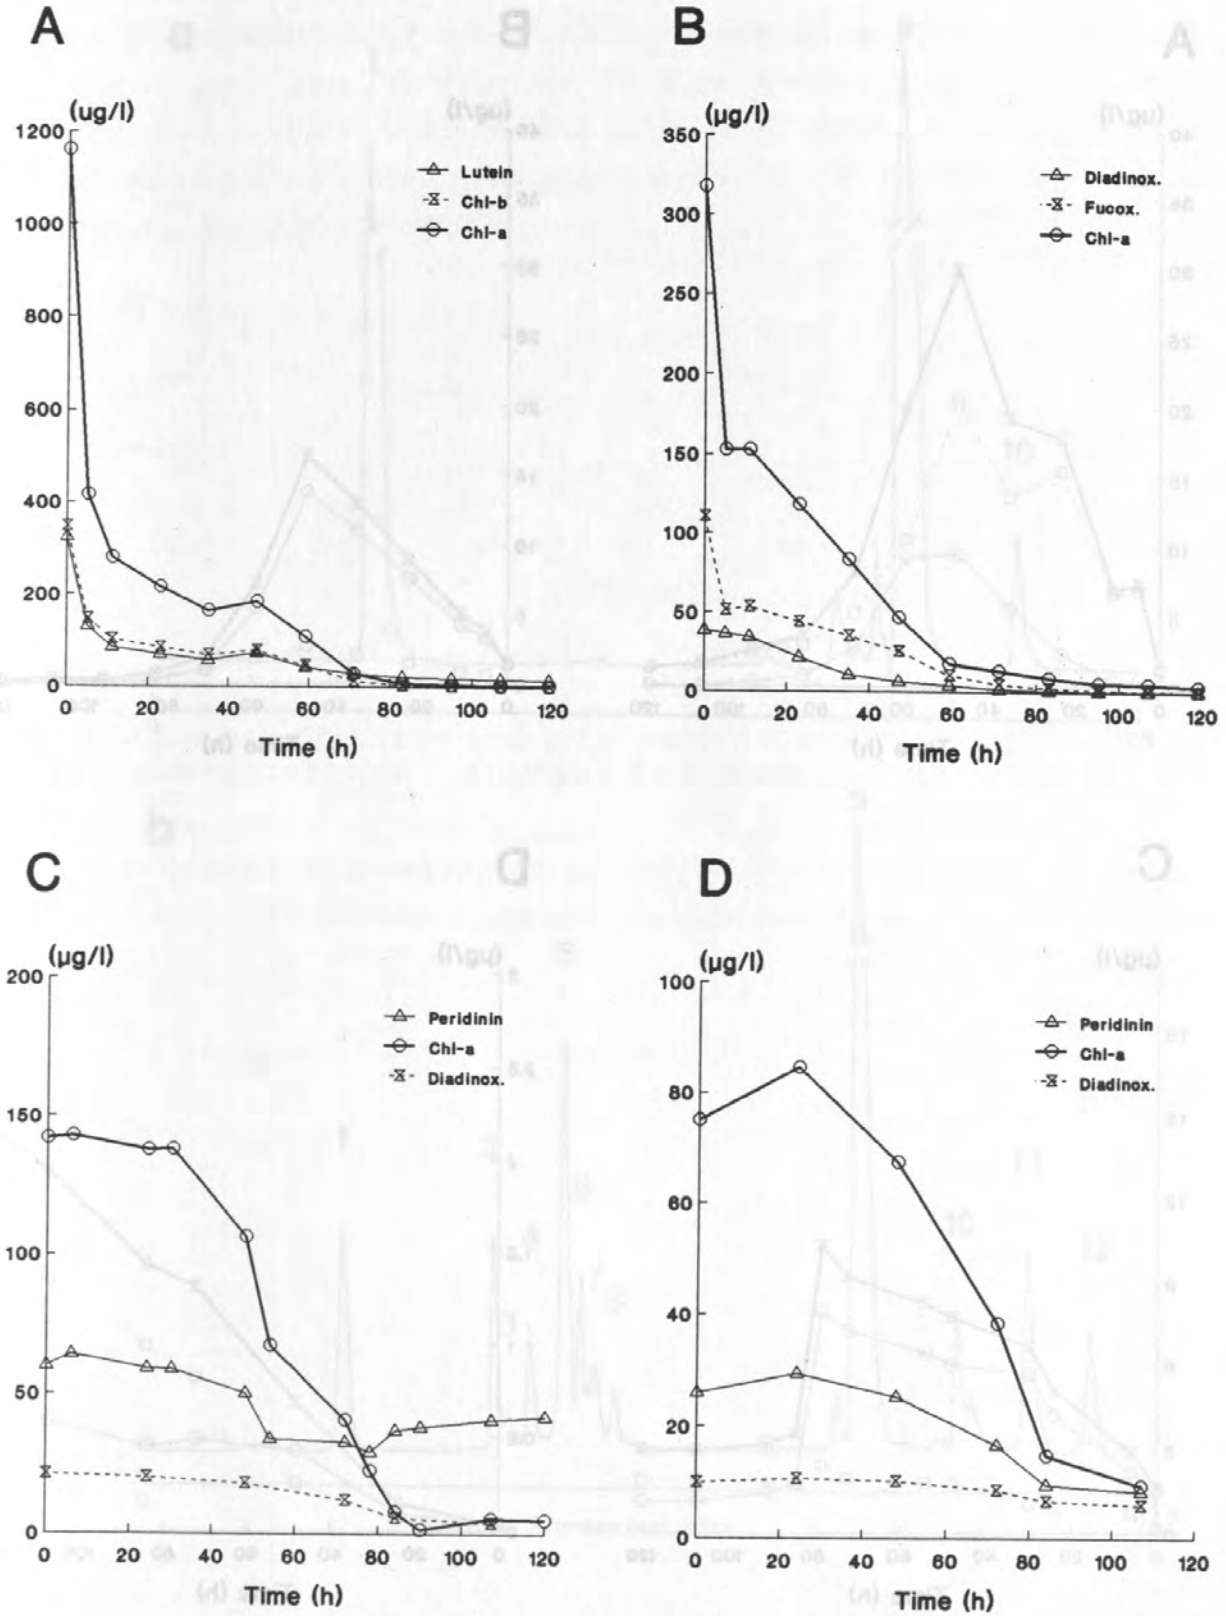 A
(ug/l)
1200
1000
800
600
400
200
0
0 20 40 60 80 100 120
Time (h)
Lutein
Chl-b
Chl-a
B
(µg/l)
350
300
250
200
150
100
50
0
0 20 40 60 80 100 120
Time (h)
Diadinox.
Fucox.
Chl-a
C
(µg/l)
200
150
100
50
0
0 20 40 60 80 100 120
Time (h)
Peridinin
Chl-a
Diadinox.
D
(µg/l)
100
80
60
40
20
0
0 20 40 60 80 100 120
Time (h)
Peridinin
Chl-a
Diadinox.